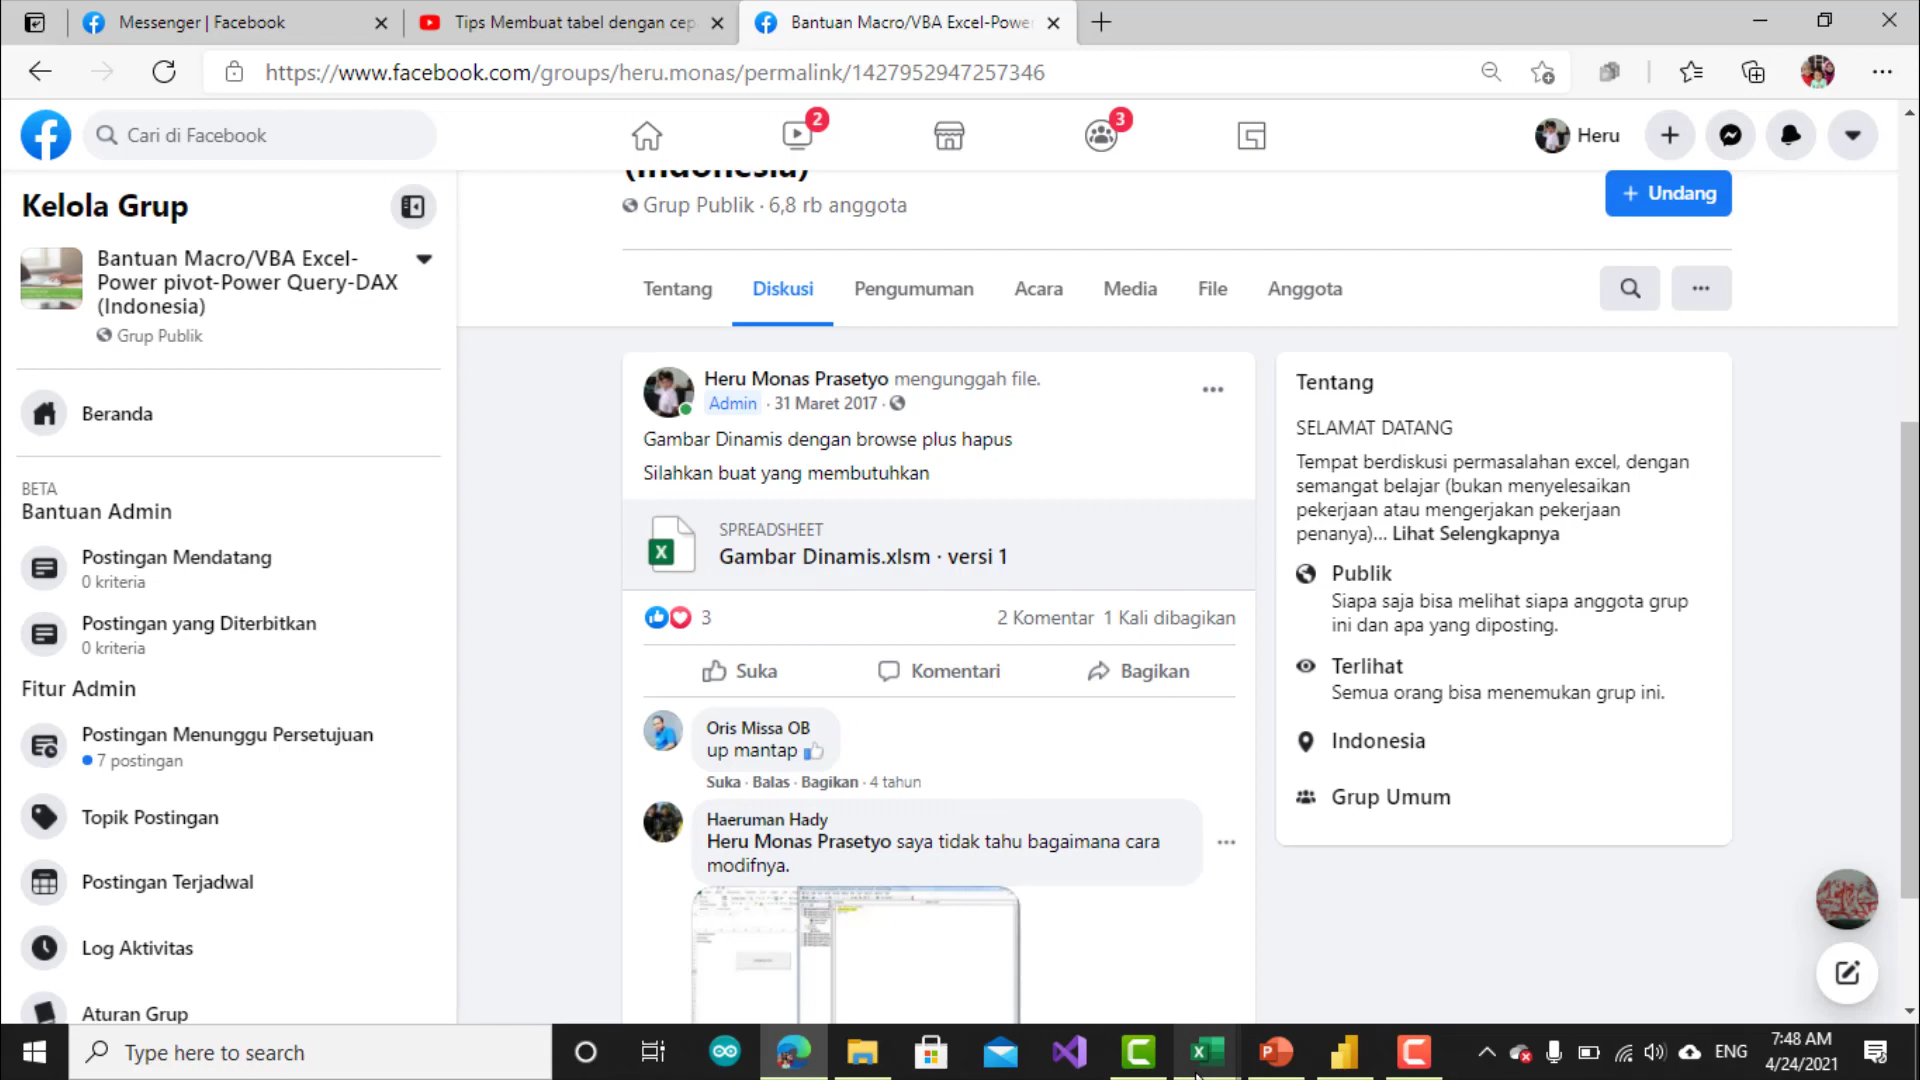 Messenger | Facebook
Tips Membuat tabel dengan cep
Bantuan Macro/VBA Excel-Power
https://www.facebook.com/groups/heru.monas/permalink/1427952947257346
Cari di Facebook
2
3
Heru
Kelola Grup
Bantuan Macro/VBA Excel-
Power pivot-Power Query-DAX
(Indonesia)
Grup Publik
Beranda
BETA
Bantuan Admin
Postingan Mendatang
0 kriteria
Postingan yang Diterbitkan
0 kriteria
Fitur Admin
Postingan Menunggu Persetujuan
7 postingan
Topik Postingan
Postingan Terjadwal
Log Aktivitas
Aturan Grup
(Indonesia)
Grup Publik · 6,8 rb anggota
+ Undang
Tentang
Diskusi
Pengumuman
Acara
Media
File
Anggota
Heru Monas Prasetyo mengunggah file.
Admin · 31 Maret 2017 ·
Gambar Dinamis dengan browse plus hapus
Silahkan buat yang membutuhkan
SPREADSHEET
Gambar Dinamis.xlsm · versi 1
3
2 Komentar 1 Kali dibagikan
Suka
Komentari
Bagikan
Oris Missa OB
up mantap
Suka · Balas · Bagikan · 4 tahun
Haeruman Hady
Heru Monas Prasetyo saya tidak tahu bagaimana cara
modifnya.
Tentang
SELAMAT DATANG
Tempat berdiskusi permasalahan excel, dengan
semangat belajar (bukan menyelesaikan
pekerjaan atau mengerjakan pekerjaan
penanya)... Lihat Selengkapnya
Publik
Siapa saja bisa melihat siapa anggota grup
ini dan apa yang diposting.
Terlihat
Semua orang bisa menemukan grup ini.
Indonesia
Grup Umum
Type here to search
ENG
7:48 AM
4/24/2021